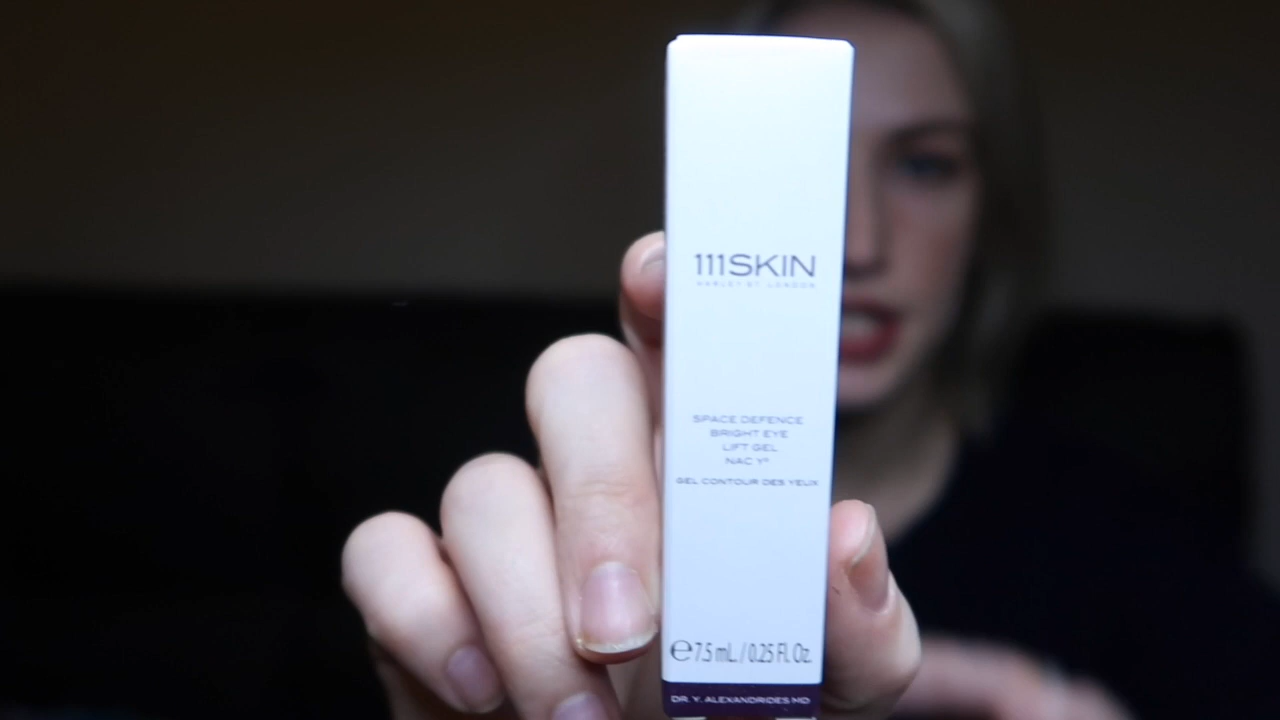 111SKIN
HARLEY ST. LONDON
SPACE DEFENCE
BRIGHT EYE
LIFT GEL
NAC Y²
GEL CONTOUR DES YEUX
℮ 7.5 mL / 0.25 Fl. Oz.
DR. Y. ALEXANDRIDES MD